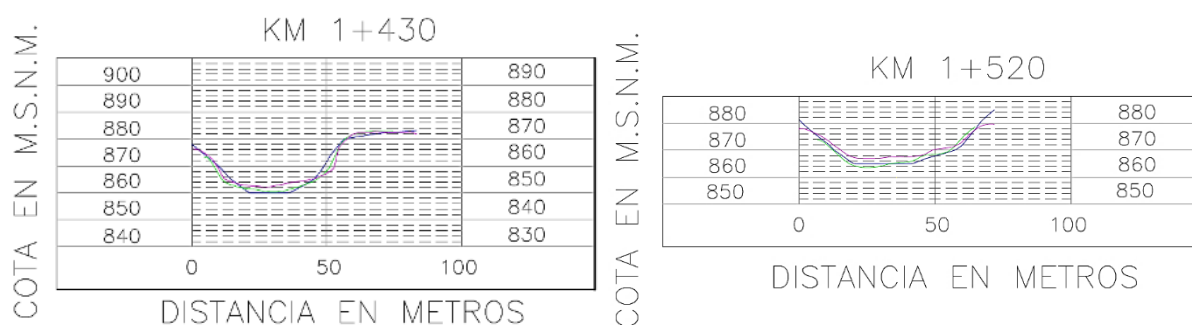 KM 1+430
COTA EN M.S.N.M.
900 890
890 880
880 870
870 860
860 850
850 840
840 830
0 50 100
DISTANCIA EN METROS
KM 1+520
COTA EN M.S.N.M.
880 880
870 870
860 860
850 850
0 50 100
DISTANCIA EN METROS